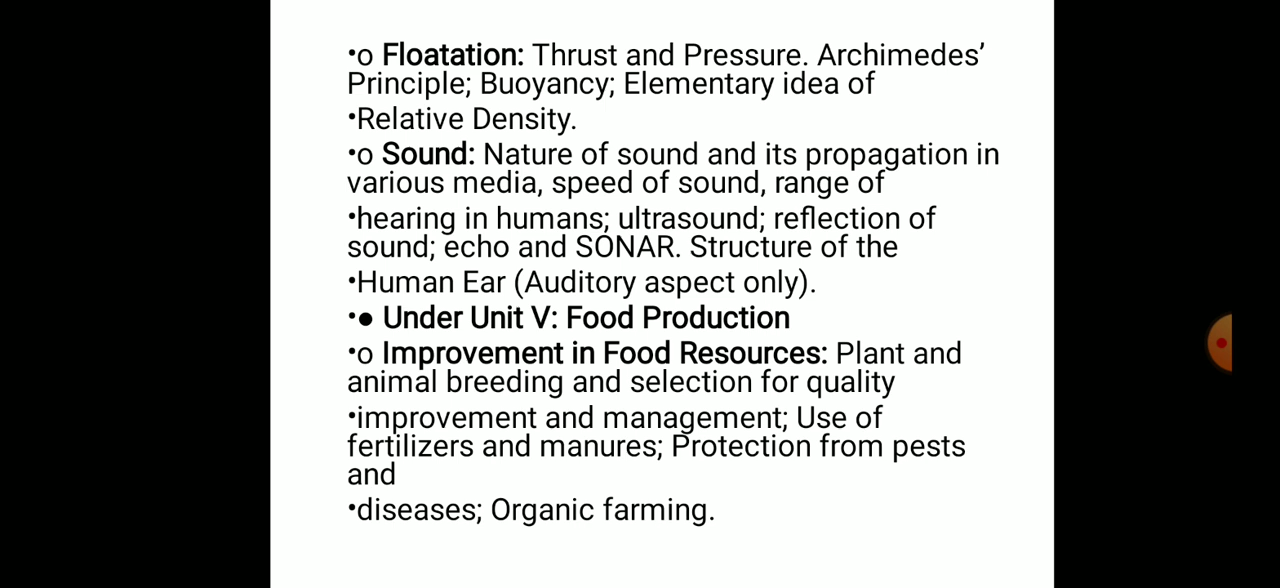 •o Floatation: Thrust and Pressure. Archimedes’
Principle; Buoyancy; Elementary idea of
•Relative Density.
•o Sound: Nature of sound and its propagation in
various media, speed of sound, range of
•hearing in humans; ultrasound; reflection of
sound; echo and SONAR. Structure of the
•Human Ear (Auditory aspect only).
•● Under Unit V: Food Production
•o Improvement in Food Resources: Plant and
animal breeding and selection for quality
•improvement and management; Use of
fertilizers and manures; Protection from pests
and
•diseases; Organic farming.